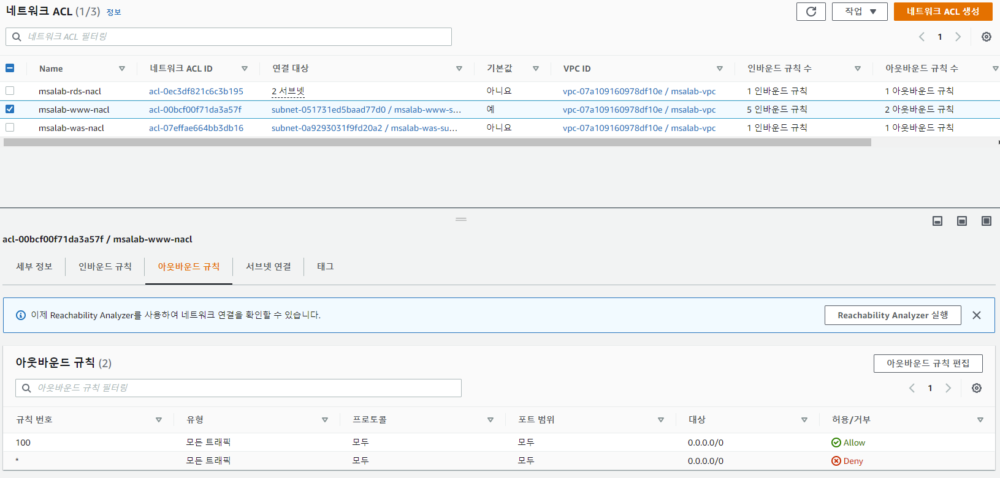 네트워크 ACL (1/3) 정보
작업
네트워크 ACL 생성
네트워크 ACL 필터링
1
Name 네트워크 ACL ID 연결 대상 기본값 VPC ID 인바운드 규칙 수 아웃바운드 규칙 수
msalab-rds-nacl acl-0ec3df821c6c3b195 2 서브넷 아니요 vpc-07a109160978df10e / msalab-vpc 1 인바운드 규칙 1 아웃바운드 규칙
msalab-www-nacl acl-00bcf00f71da3a57f subnet-051731ed5baad77d0 / msalab-www-s... 예 vpc-07a109160978df10e / msalab-vpc 5 인바운드 규칙 2 아웃바운드 규칙
msalab-was-nacl acl-07effae664bb3db16 subnet-0a9293031f9fd20a2 / msalab-was-su... 아니요 vpc-07a109160978df10e / msalab-vpc 1 인바운드 규칙 1 아웃바운드 규칙
acl-00bcf00f71da3a57f / msalab-www-nacl
세부 정보 인바운드 규칙 아웃바운드 규칙 서브넷 연결 태그
이제 Reachability Analyzer를 사용하여 네트워크 연결을 확인할 수 있습니다. Reachability Analyzer 실행
아웃바운드 규칙 (2) 아웃바운드 규칙 편집
아웃바운드 규칙 필터링 1
규칙 번호 유형 프로토콜 포트 범위 대상 허용/거부
100 모든 트래픽 모두 모두 0.0.0.0/0 Allow
* 모든 트래픽 모두 모두 0.0.0.0/0 Deny